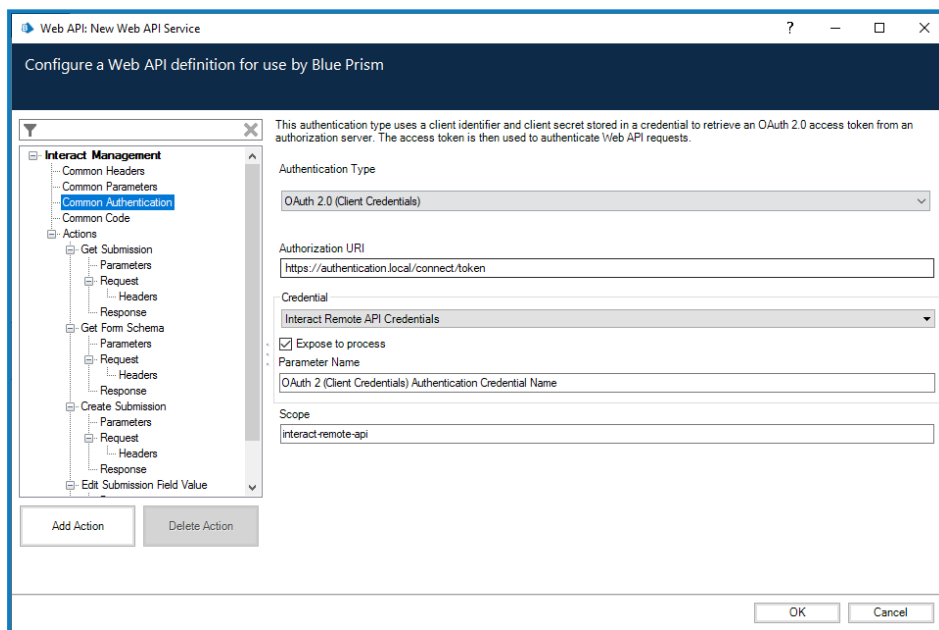 Web API: New Web API Service
Configure a Web API definition for use by Blue Prism
Interact Management
Common Headers
Common Parameters
Common Authentication
Common Code
Actions
Get Submission
Parameters
Request
Headers
Response
Get Form Schema
Parameters
Request
Headers
Response
Create Submission
Parameters
Request
Headers
Response
Edit Submission Field Value
Add Action
Delete Action
This authentication type uses a client identifier and client secret stored in a credential to retrieve an OAuth 2.0 access token from an
authorization server. The access token is then used to authenticate Web API requests.
Authentication Type
OAuth 2.0 (Client Credentials)
Authorization URI
https://authentication.local/connect/token
Credential
Interact Remote API Credentials
Expose to process
Parameter Name
OAuth 2 (Client Credentials) Authentication Credential Name
Scope
interact-remote-api
OK
Cancel